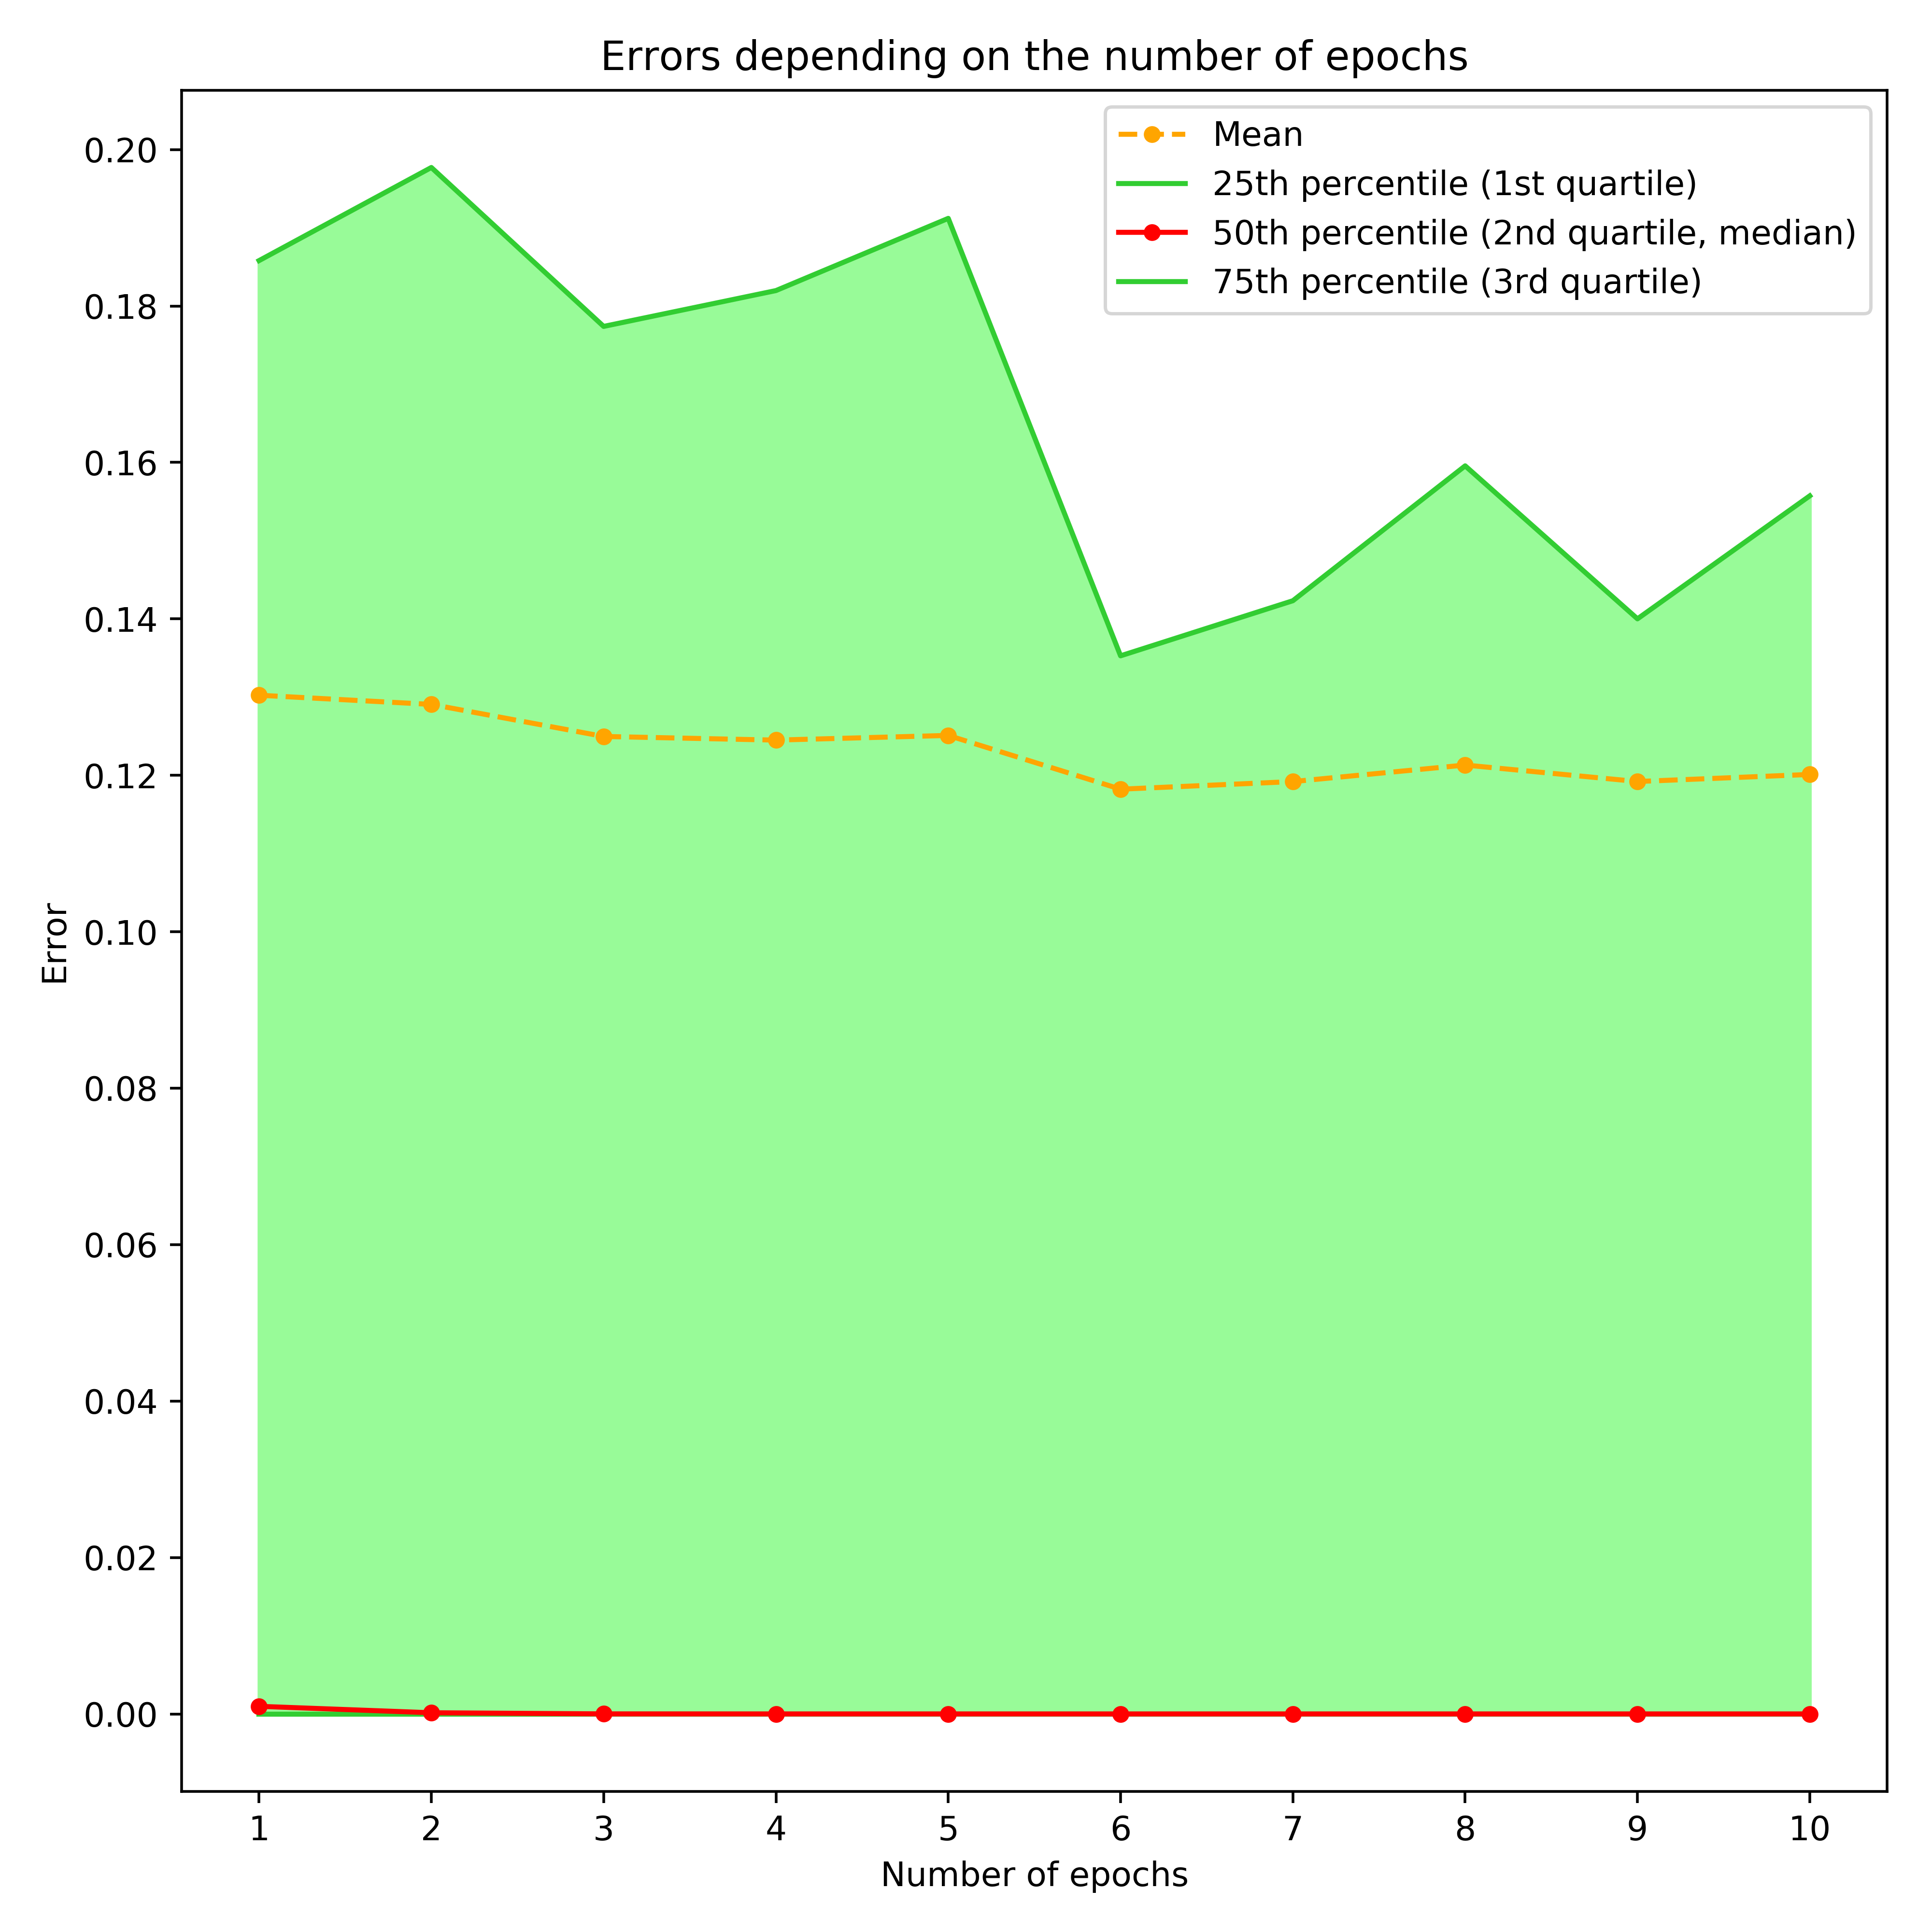 Errors depending on the number of epochs
Mean
25th percentile (1st quartile)
50th percentile (2nd quartile, median)
75th percentile (3rd quartile)
0.20
0.18
0.16
0.14
0.12
0.10
0.08
0.06
0.04
0.02
0.00
Error
1 2 3 4 5 6 7 8 9 10
Number of epochs